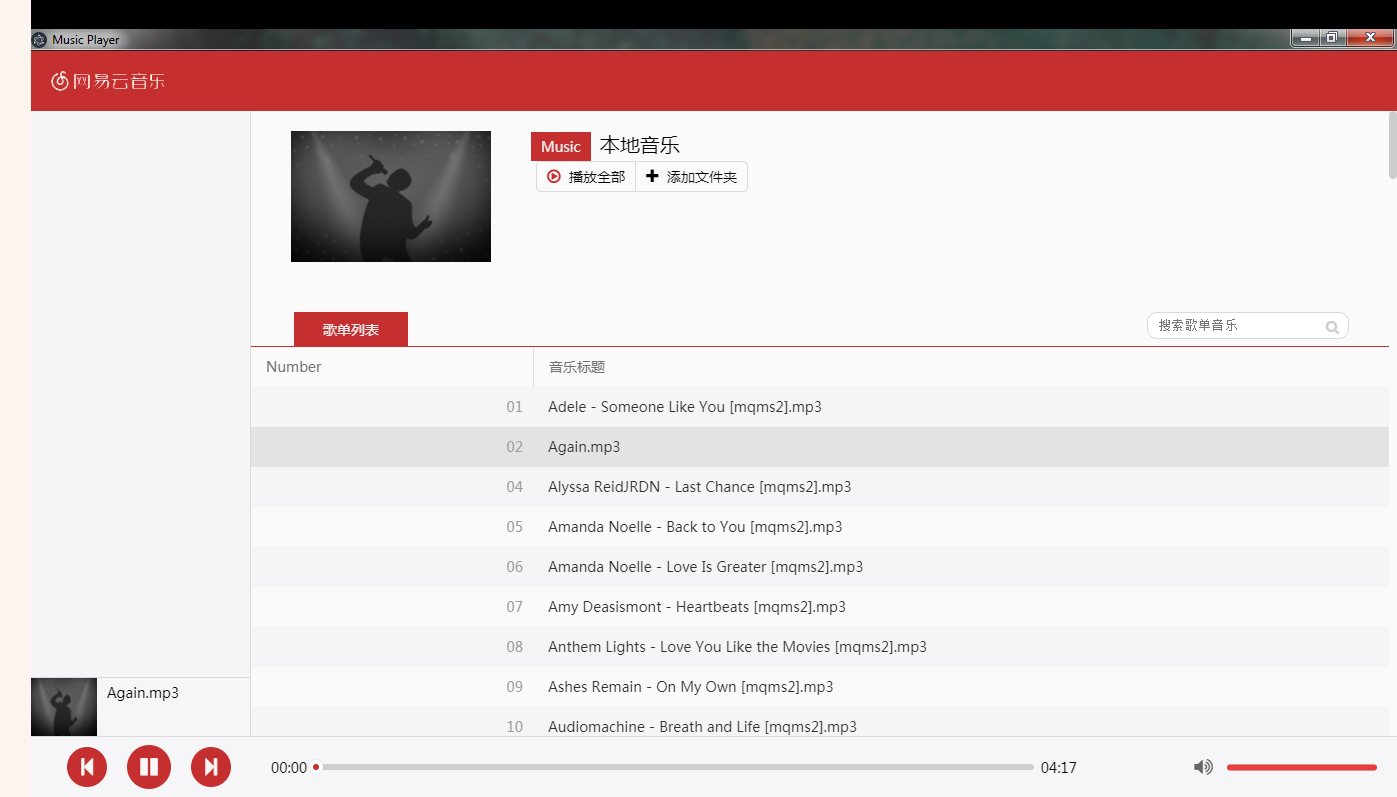 Music Player
网易云音乐
Music 本地音乐
播放全部 添加文件夹
歌单列表 搜索歌单音乐
Number 音乐标题
01 Adele - Someone Like You [mqms2].mp3
02 Again.mp3
04 Alyssa ReidJRDN - Last Chance [mqms2].mp3
05 Amanda Noelle - Back to You [mqms2].mp3
06 Amanda Noelle - Love Is Greater [mqms2].mp3
07 Amy Deasismont - Heartbeats [mqms2].mp3
08 Anthem Lights - Love You Like the Movies [mqms2].mp3
09 Ashes Remain - On My Own [mqms2].mp3
10 Audiomachine - Breath and Life [mqms2].mp3
Again.mp3
00:00 04:17